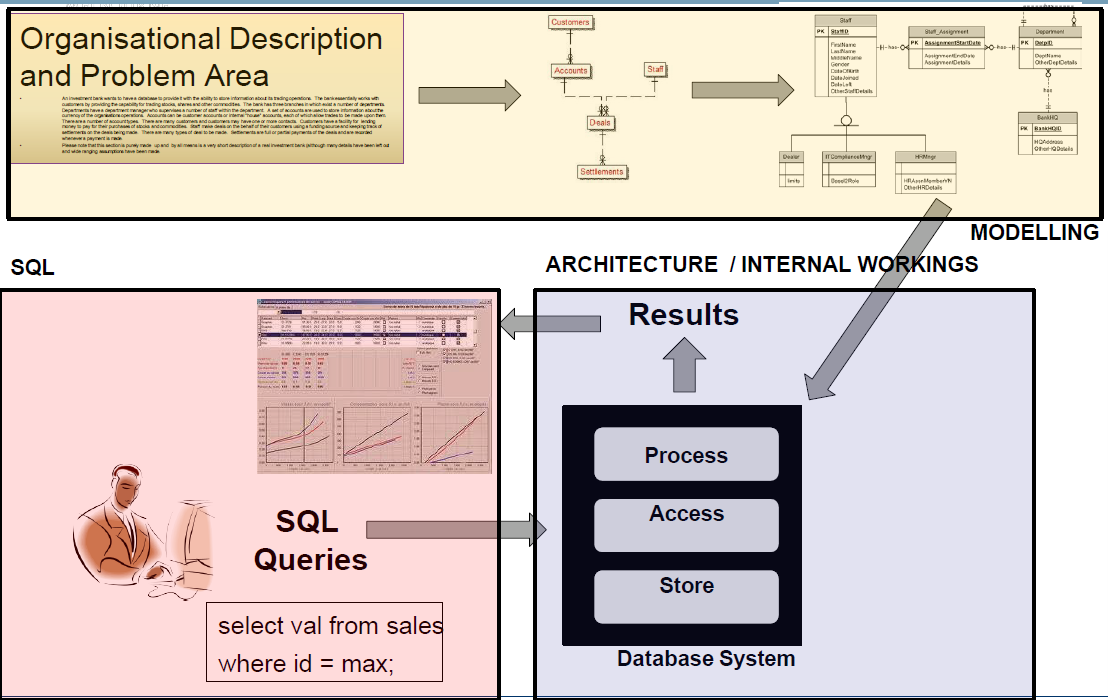 Organisational Description
and Problem Area
An investment bank wants to have a database to provide it with the ability to store information about its trading operations. The bank essentially works with
customers by providing the capability for trading stocks, shares and other commodities. The bank has three branches in which exist a number of departments.
Departments have a department manager who supervises a number of staff within the department. A set of accounts are used to store information about the
currency of the organisations operations. Accounts can be customer accounts or internal "house" accounts, each of which allow trades to be made upon them.
There are a number of account types. There are many customers and customers may have one or more contacts. Customers have a facility for lending
money to pay for their purchases of stocks and commodities. Staff make deals on the behalf of their customers using a funding source and keeping track of
settlements on the deals being made. There are many types of deal to be made. Settlements are full or partial payments of the deals and are recorded
whenever a payment is made.
Please note that this section is purely made up and by all means is a very short description of a real investment bank (although many details have been left out
and wide ranging assumptions have been made.
Customers
Accounts
Staff
Deals
Settlements
Staff
PK StaffID
FirstName
LastName
MiddleName
Gender
DateOfBirth
DateJoined
DateLeft
OtherStaffDetails
has
Staff_Assignment
PK AssignmentStartDate
AssignmentEndDate
AssignmentDetails
has
Department
PK DeptID
DeptName
OtherDeptDetails
has
BankHQ
PK BankHQID
HQAddress
OtherHQDetails
Dealer
limits
ITComplianceMngr
BaseOfRole
HRMngr
HRAssnMemberYN
OtherHRDetails
MODELLING
SQL
ARCHITECTURE / INTERNAL WORKINGS
Results
Process
Access
Store
Database System
SQL
Queries
select val from sales
where id = max;